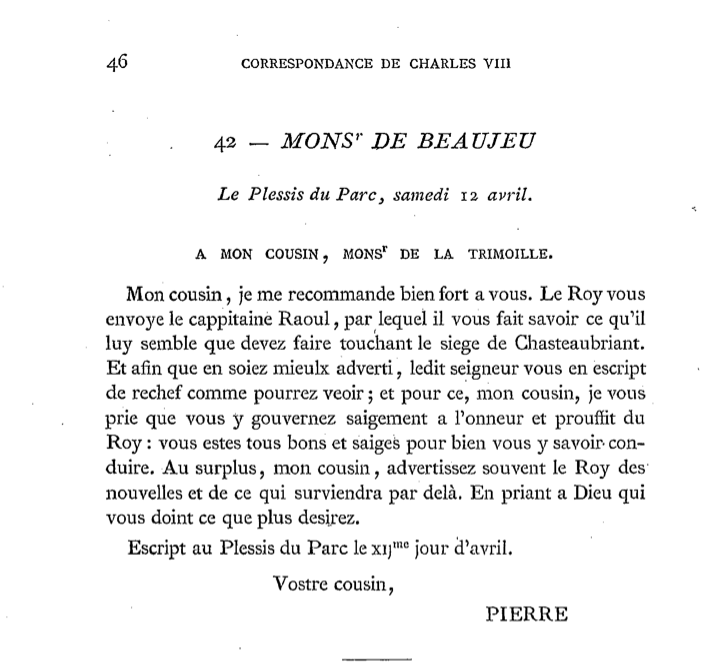 46 CORRESPONDANCE DE CHARLES VIII
42 — MONSʳ DE BEAUJEU
Le Plessis du Parc, samedi 12 avril.
A MON COUSIN, MONSʳ DE LA TRIMOILLE.
Mon cousin, je me recommande bien fort a vous. Le Roy vous
envoye le cappitaine Raoul, par lequel il vous fait savoir ce qu'il
luy semble que devez faire touchant le siege de Chasteaubriant.
Et afin que en soiez mieulx adverti, ledit seigneur vous en escript
de rechef comme pourrez veoir; et pour ce, mon cousin, je vous
prie que vous y gouvernez saigement a l'onneur et prouffit du
Roy : vous estes tous bons et saiges pour bien vous y savoir con-
duire. Au surplus, mon cousin, advertissez souvent le Roy des
nouvelles et de ce qui surviendra par delà. En priant a Dieu qui
vous doint ce que plus desirez.
Escript au Plessis du Parc le XIJᵐᵉ jour d'avril.
Vostre cousin,
PIERRE